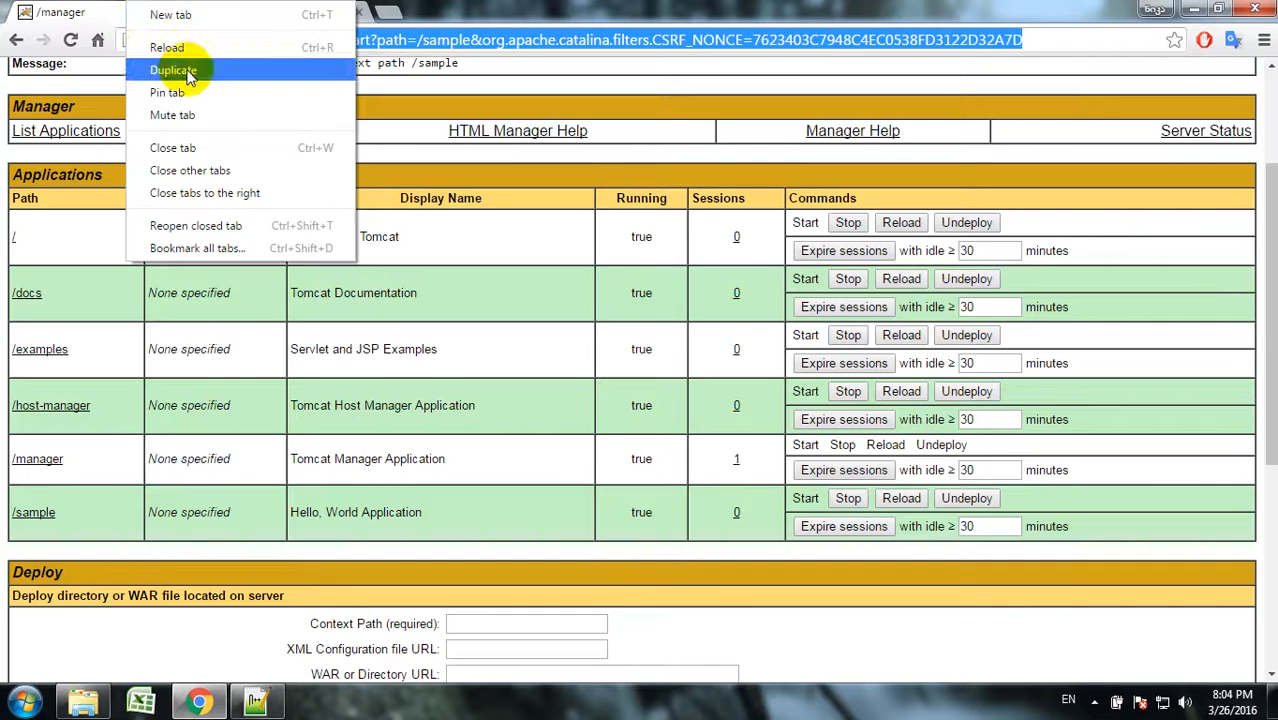 /manager
ნიკა
New tab Ctrl+T
Reload Ctrl+R
Duplicate
Pin tab
Mute tab
Close tab Ctrl+W
Close other tabs
Close tabs to the right
Reopen closed tab Ctrl+Shift+T
Bookmark all tabs... Ctrl+Shift+D
art?path=/sample&org.apache.catalina.filters.CSRF_NONCE=7623403C7948C4EC0538FD3122D32A7D
Message: ext path /sample
Manager
List Applications HTML Manager Help Manager Help Server Status
Applications
Path Display Name Running Sessions Commands
/ Tomcat true 0 Start Stop Reload Undeploy
Expire sessions with idle ≥ 30 minutes
/docs None specified Tomcat Documentation true 0 Start Stop Reload Undeploy
Expire sessions with idle ≥ 30 minutes
/examples None specified Servlet and JSP Examples true 0 Start Stop Reload Undeploy
Expire sessions with idle ≥ 30 minutes
/host-manager None specified Tomcat Host Manager Application true 0 Start Stop Reload Undeploy
Expire sessions with idle ≥ 30 minutes
/manager None specified Tomcat Manager Application true 1 Start Stop Reload Undeploy
Expire sessions with idle ≥ 30 minutes
/sample None specified Hello, World Application true 0 Start Stop Reload Undeploy
Expire sessions with idle ≥ 30 minutes
Deploy
Deploy directory or WAR file located on server
Context Path (required):
XML Configuration file URL:
WAR or Directory URL:
EN 8:04 PM
3/26/2016